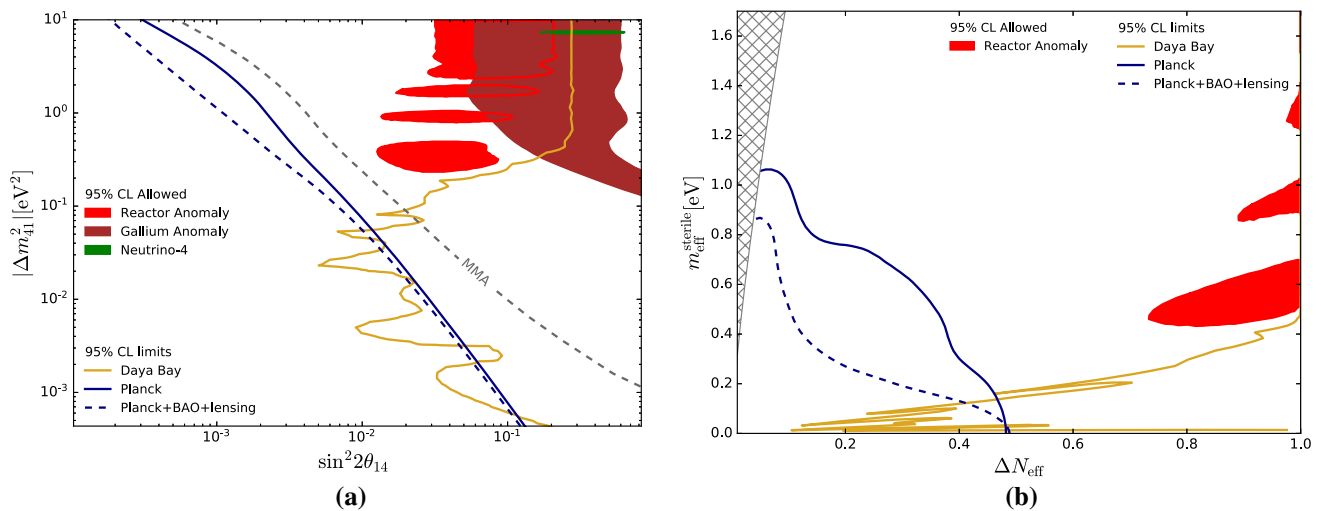 10¹
10⁰
10⁻¹
10⁻²
10⁻³
|Δm²₄₁|[eV²]
95% CL Allowed
Reactor Anomaly
Gallium Anomaly
Neutrino-4
MMA
95% CL limits
Daya Bay
Planck
Planck+BAO+lensing
10⁻³ 10⁻² 10⁻¹
sin²2θ₁₄
(a)
1.6
1.4
1.2
1.0
0.8
0.6
0.4
0.2
0.0
m_eff^sterile[eV]
95% CL Allowed
Reactor Anomaly
95% CL limits
Daya Bay
Planck
Planck+BAO+lensing
0.2 0.4 0.6 0.8 1.0
ΔN_eff
(b)